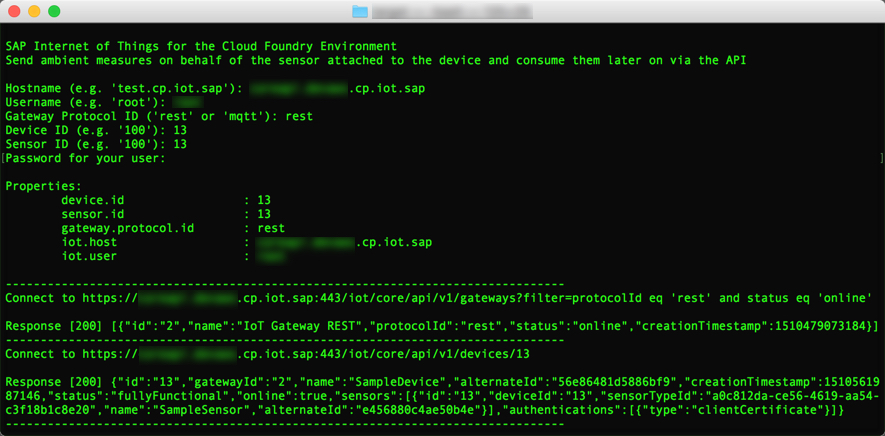 SAP Internet of Things for the Cloud Foundry Environment
Send ambient measures on behalf of the sensor attached to the device and consume them later on via the API
Hostname (e.g. 'test.cp.iot.sap'): .cp.iot.sap
Username (e.g. 'root'):
Gateway Protocol ID ('rest' or 'mqtt'): rest
Device ID (e.g. '100'): 13
Sensor ID (e.g. '100'): 13
[Password for your user: ]
Properties:
device.id : 13
sensor.id : 13
gateway.protocol.id : rest
iot.host : .cp.iot.sap
iot.user :
---------------------------------------------------------------------------------
Connect to https://.cp.iot.sap:443/iot/core/api/v1/gateways?filter=protocolId eq 'rest' and status eq 'online'
Response [200] [{"id":"2","name":"IoT Gateway REST","protocolId":"rest","status":"online","creationTimestamp":1510479073184}]
---------------------------------------------------------------------------------
Connect to https://.cp.iot.sap:443/iot/core/api/v1/devices/13
Response [200] {"id":"13","gatewayId":"2","name":"SampleDevice","alternateId":"56e86481d5886bf9","creationTimestamp":15105619
87146,"status":"fullyFunctional","online":true,"sensors":[{"id":"13","deviceId":"13","sensorTypeId":"a0c812da-ce56-4619-aa54-
c3f18b1c8e20","name":"SampleSensor","alternateId":"e456880c4ae50b4e"}],"authentications":[{"type":"clientCertificate"}]}
---------------------------------------------------------------------------------